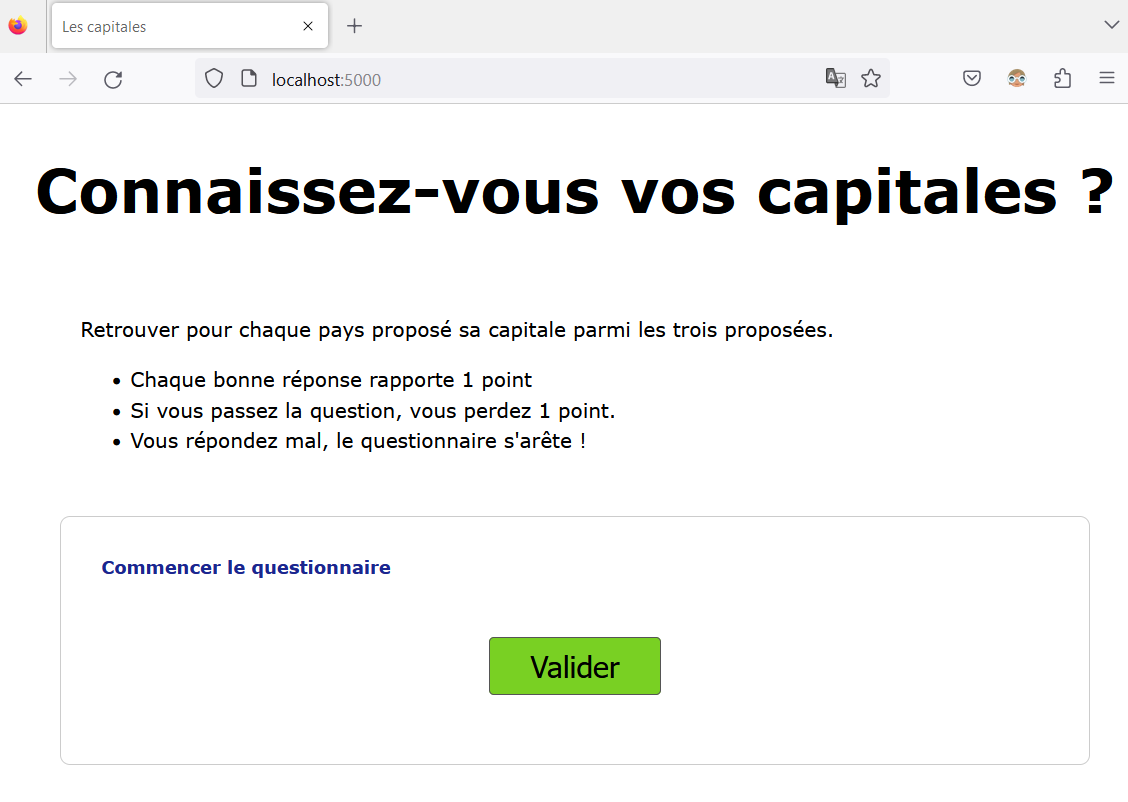 Les capitales
localhost:5000
Connaissez-vous vos capitales ?
Retrouver pour chaque pays proposé sa capitale parmi les trois proposées.
• Chaque bonne réponse rapporte 1 point
• Si vous passez la question, vous perdez 1 point.
• Vous répondez mal, le questionnaire s'arête !
Commencer le questionnaire
Valider